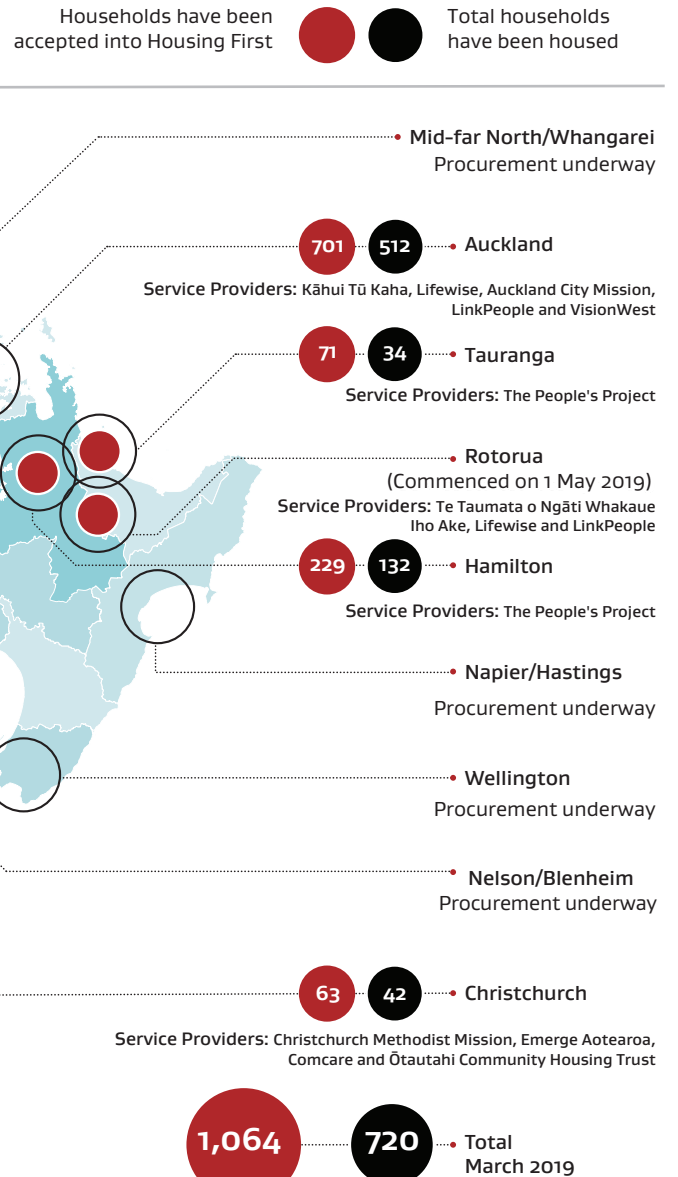 Households have been
accepted into Housing First
Total households
have been housed
Mid-far North/Whangarei
Procurement underway
701 512 Auckland
Service Providers: Kāhui Tū Kaha, Lifewise, Auckland City Mission,
LinkPeople and VisionWest
71 34 Tauranga
Service Providers: The People's Project
Rotorua
(Commenced on 1 May 2019)
Service Providers: Te Taumata o Ngāti Whakaue
Iho Ake, Lifewise and LinkPeople
229 132 Hamilton
Service Providers: The People's Project
Napier/Hastings
Procurement underway
Wellington
Procurement underway
Nelson/Blenheim
Procurement underway
63 42 Christchurch
Service Providers: Christchurch Methodist Mission, Emerge Aotearoa,
Comcare and Ōtautahi Community Housing Trust
1,064 720 Total
March 2019